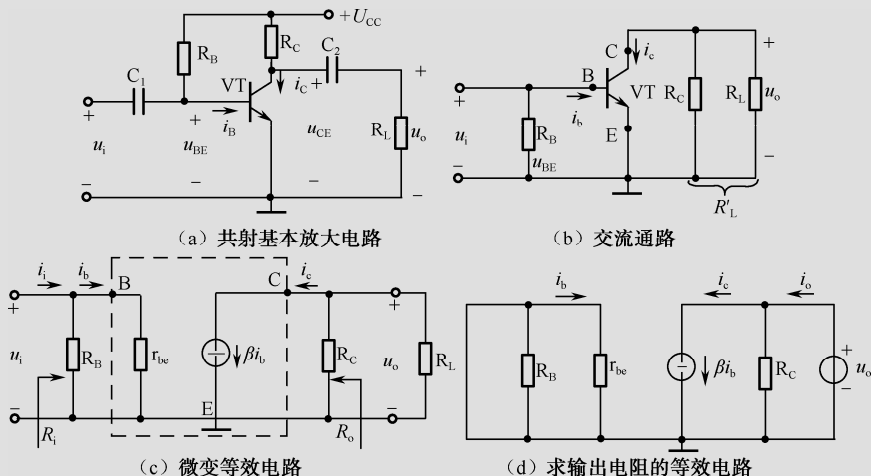 +UCC
RB
RC
C1
C2
VT
iC
+
+
+
+
iB
ui
uBE
uCE
RL
uo
−
−
−
−
(a) 共射基本放大电路
C
ic
+
B
VT
RC
RL
uo
+
ib
ui
RB
E
uBE
−
−
R′L
(b) 交流通路
ii
ib
B
C
ic
+
+
ui
RB
rbe
βib
RC
uo
RL
E
−
−
Ri
Ro
(c) 微变等效电路
ib
ic
io
RB
rbe
βib
RC
+
uo
−
(d) 求输出电阻的等效电路